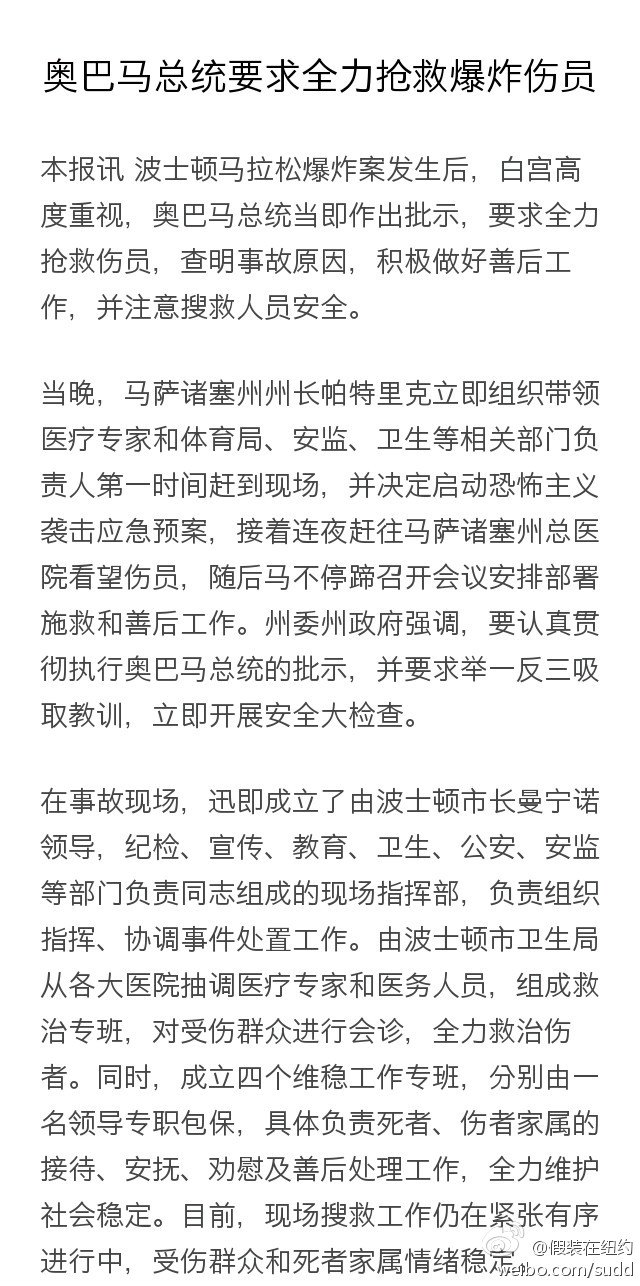 奥巴马总统要求全力抢救爆炸伤员
本报讯 波士顿马拉松爆炸案发生后，白宫高
度重视，奥巴马总统当即作出批示，要求全力
抢救伤员，查明事故原因，积极做好善后工
作，并注意搜救人员安全。
当晚，马萨诸塞州州长帕特里克立即组织带领
医疗专家和体育局、安监、卫生等相关部门负
责人第一时间赶到现场，并决定启动恐怖主义
袭击应急预案，接着连夜赶往马萨诸塞州总医
院看望伤员，随后马不停蹄召开会议安排部署
施救和善后工作。州委州政府强调，要认真贯
彻执行奥巴马总统的批示，并要求举一反三吸
取教训，立即开展安全大检查。
在事故现场，迅即成立了由波士顿市长曼宁诺
领导，纪检、宣传、教育、卫生、公安、安监
等部门负责同志组成的现场指挥部，负责组织
指挥、协调事件处置工作。由波士顿市卫生局
从各大医院抽调医疗专家和医务人员，组成救
治专班，对受伤群众进行会诊，全力救治伤
者。同时，成立四个维稳工作专班，分别由一
名领导专职包保，具体负责死者、伤者家属的
接待、安抚、劝慰及善后处理工作，全力维护
社会稳定。目前，现场搜救工作仍在紧张有序
进行中，受伤群众和死者家属情绪稳定。
@假装在纽约
weibo.com/sudd